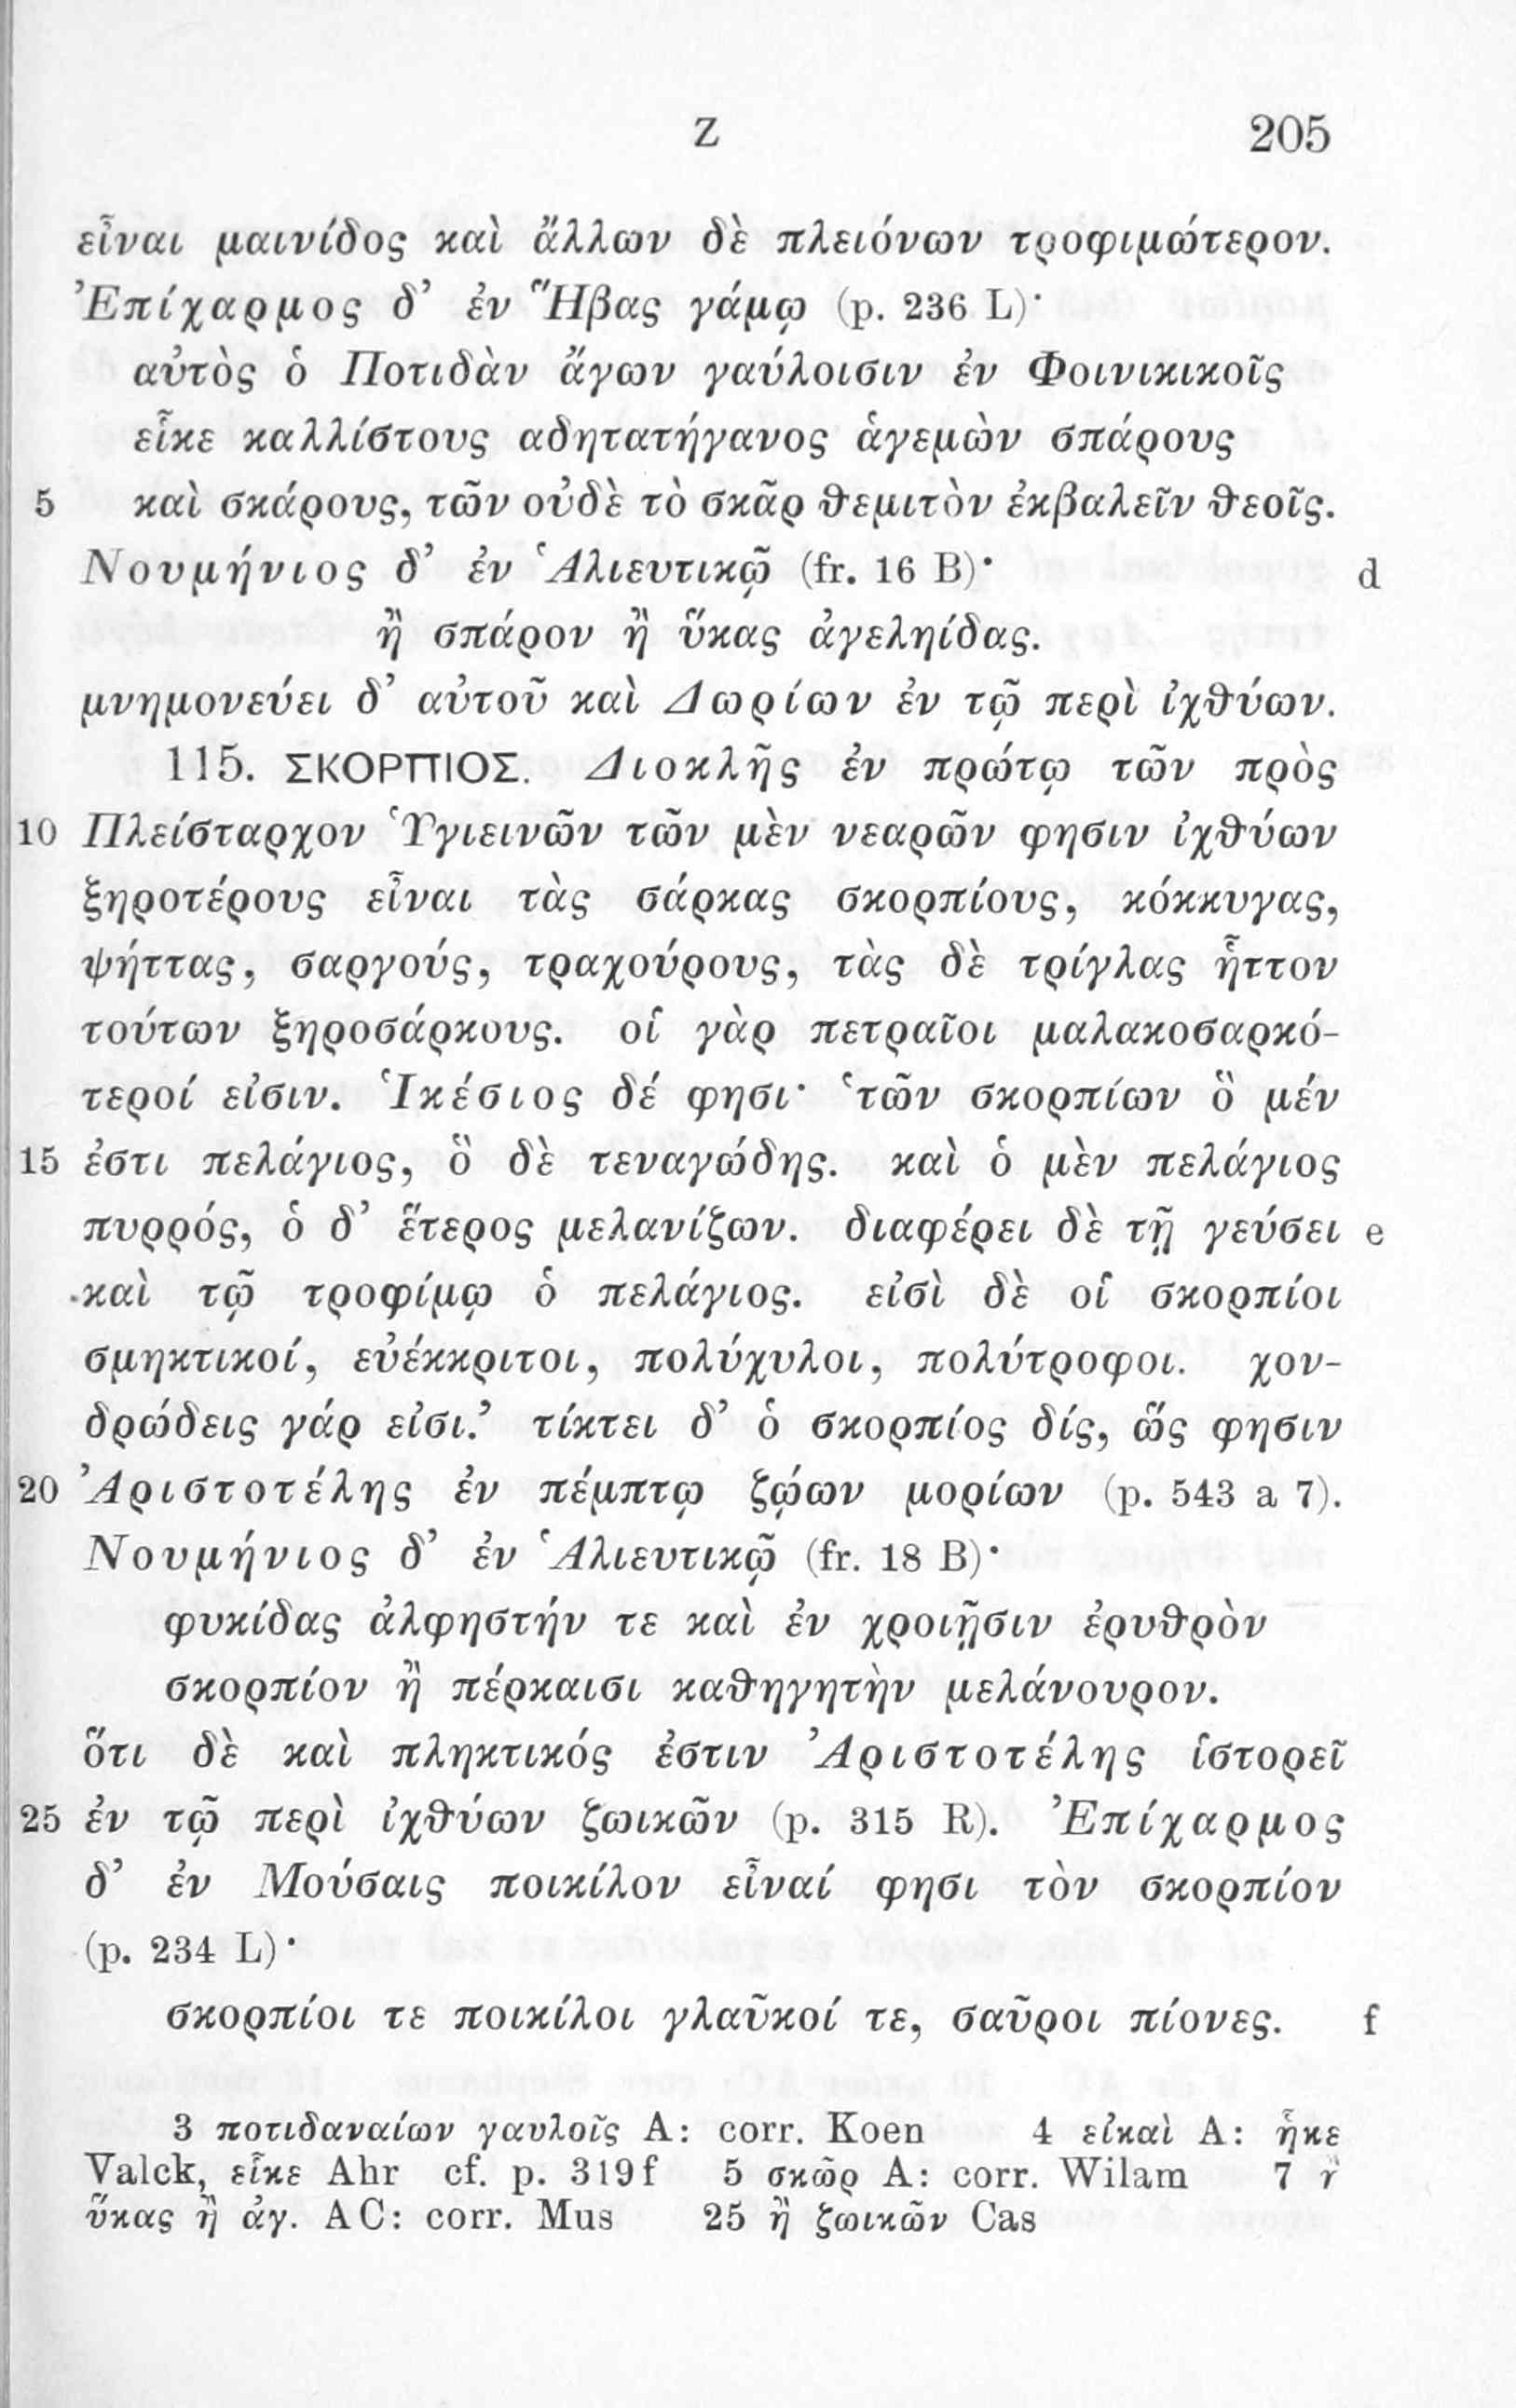 Z 205
εἶναι μαινίδος καὶ ἄλλων δὲ πλειόνων τροφιμώτερον.
Ἐπίχαρμος δ’ ἐν Ἥβας γάμῳ (p. 236 L)·
αὐτὸς ὁ Ποτιδὰν ἄγων γαύλοισιν ἐν Φοινικικοῖς
εἷκε καλλίστους αδητατήγανος ἁγεμὼν σπάρους
5 καὶ σκάρους, τῶν οὐδὲ τὸ σκᾶρ θεμιτὸν ἐκβαλεῖν θεοῖς.
Νουμήνιος δ’ ἐν Ἁλιευτικῷ (fr. 16 B)· d
ἢ σπάρον ἢ ὕκας ἀγεληίδας.
μνημονεύει δ’ αὐτοῦ καὶ Δωρίων ἐν τῷ περὶ ἰχθύων.
115. ΣΚΟΡΠΙΟΣ. Διοκλῆς ἐν πρώτῳ τῶν πρὸς
10 Πλείσταρχον Ὑγιεινῶν τῶν μὲν νεαρῶν φησιν ἰχθύων
ξηροτέρους εἶναι τὰς σάρκας σκορπίους, κόκκυγας,
ψήττας, σαργούς, τραχούρους, τὰς δὲ τρίγλας ἧττον
τούτων ξηροσάρκους. οἱ γὰρ πετραῖοι μαλακοσαρκό-
τεροί εἰσιν. Ἱκέσιος δέ φησι· ‘τῶν σκορπίων ὃ μέν
15 ἐστι πελάγιος, ὃ δὲ τεναγώδης. καὶ ὁ μὲν πελάγιος
πυρρός, ὁ δ’ ἕτερος μελανίζων. διαφέρει δὲ τῇ γεύσει e
καὶ τῷ τροφίμῳ ὁ πελάγιος. εἰσὶ δὲ οἱ σκορπίοι
σμηκτικοί, εὐέκκριτοι, πολύχυλοι, πολύτροφοι. χον-
δρώδεις γάρ εἰσι.’ τίκτει δ’ ὁ σκορπίος δίς, ὥς φησιν
20 Ἀριστοτέλης ἐν πέμπτῳ ζῴων μορίων (p. 543 a 7).
Νουμήνιος δ’ ἐν Ἁλιευτικῷ (fr. 18 B)·
φυκίδας ἀλφηστήν τε καὶ ἐν χροιῇσιν ἐρυθρὸν
σκορπίον ἢ πέρκαισι καθηγητὴν μελάνουρον.
ὅτι δὲ καὶ πληκτικός ἐστιν Ἀριστοτέλης ἱστορεῖ
25 ἐν τῷ περὶ ἰχθύων ζωικῶν (p. 315 R). Ἐπίχαρμος
δ’ ἐν Μούσαις ποικίλον εἶναί φησι τὸν σκορπίον
(p. 234 L)·
σκορπίοι τε ποικίλοι γλαῦκοί τε, σαῦροι πίονες. f
3 ποτιδαναίων γαυλοῖς A: corr. Koen 4 εἰκαὶ A: ἧκε
Valck, εἷκε Ahr cf. p. 319f 5 σκῶρ A: corr. Wilam 7
ὕκας ἢ ἀγ. AC: corr. Mus 25 ἢ ζωικῶν Cas